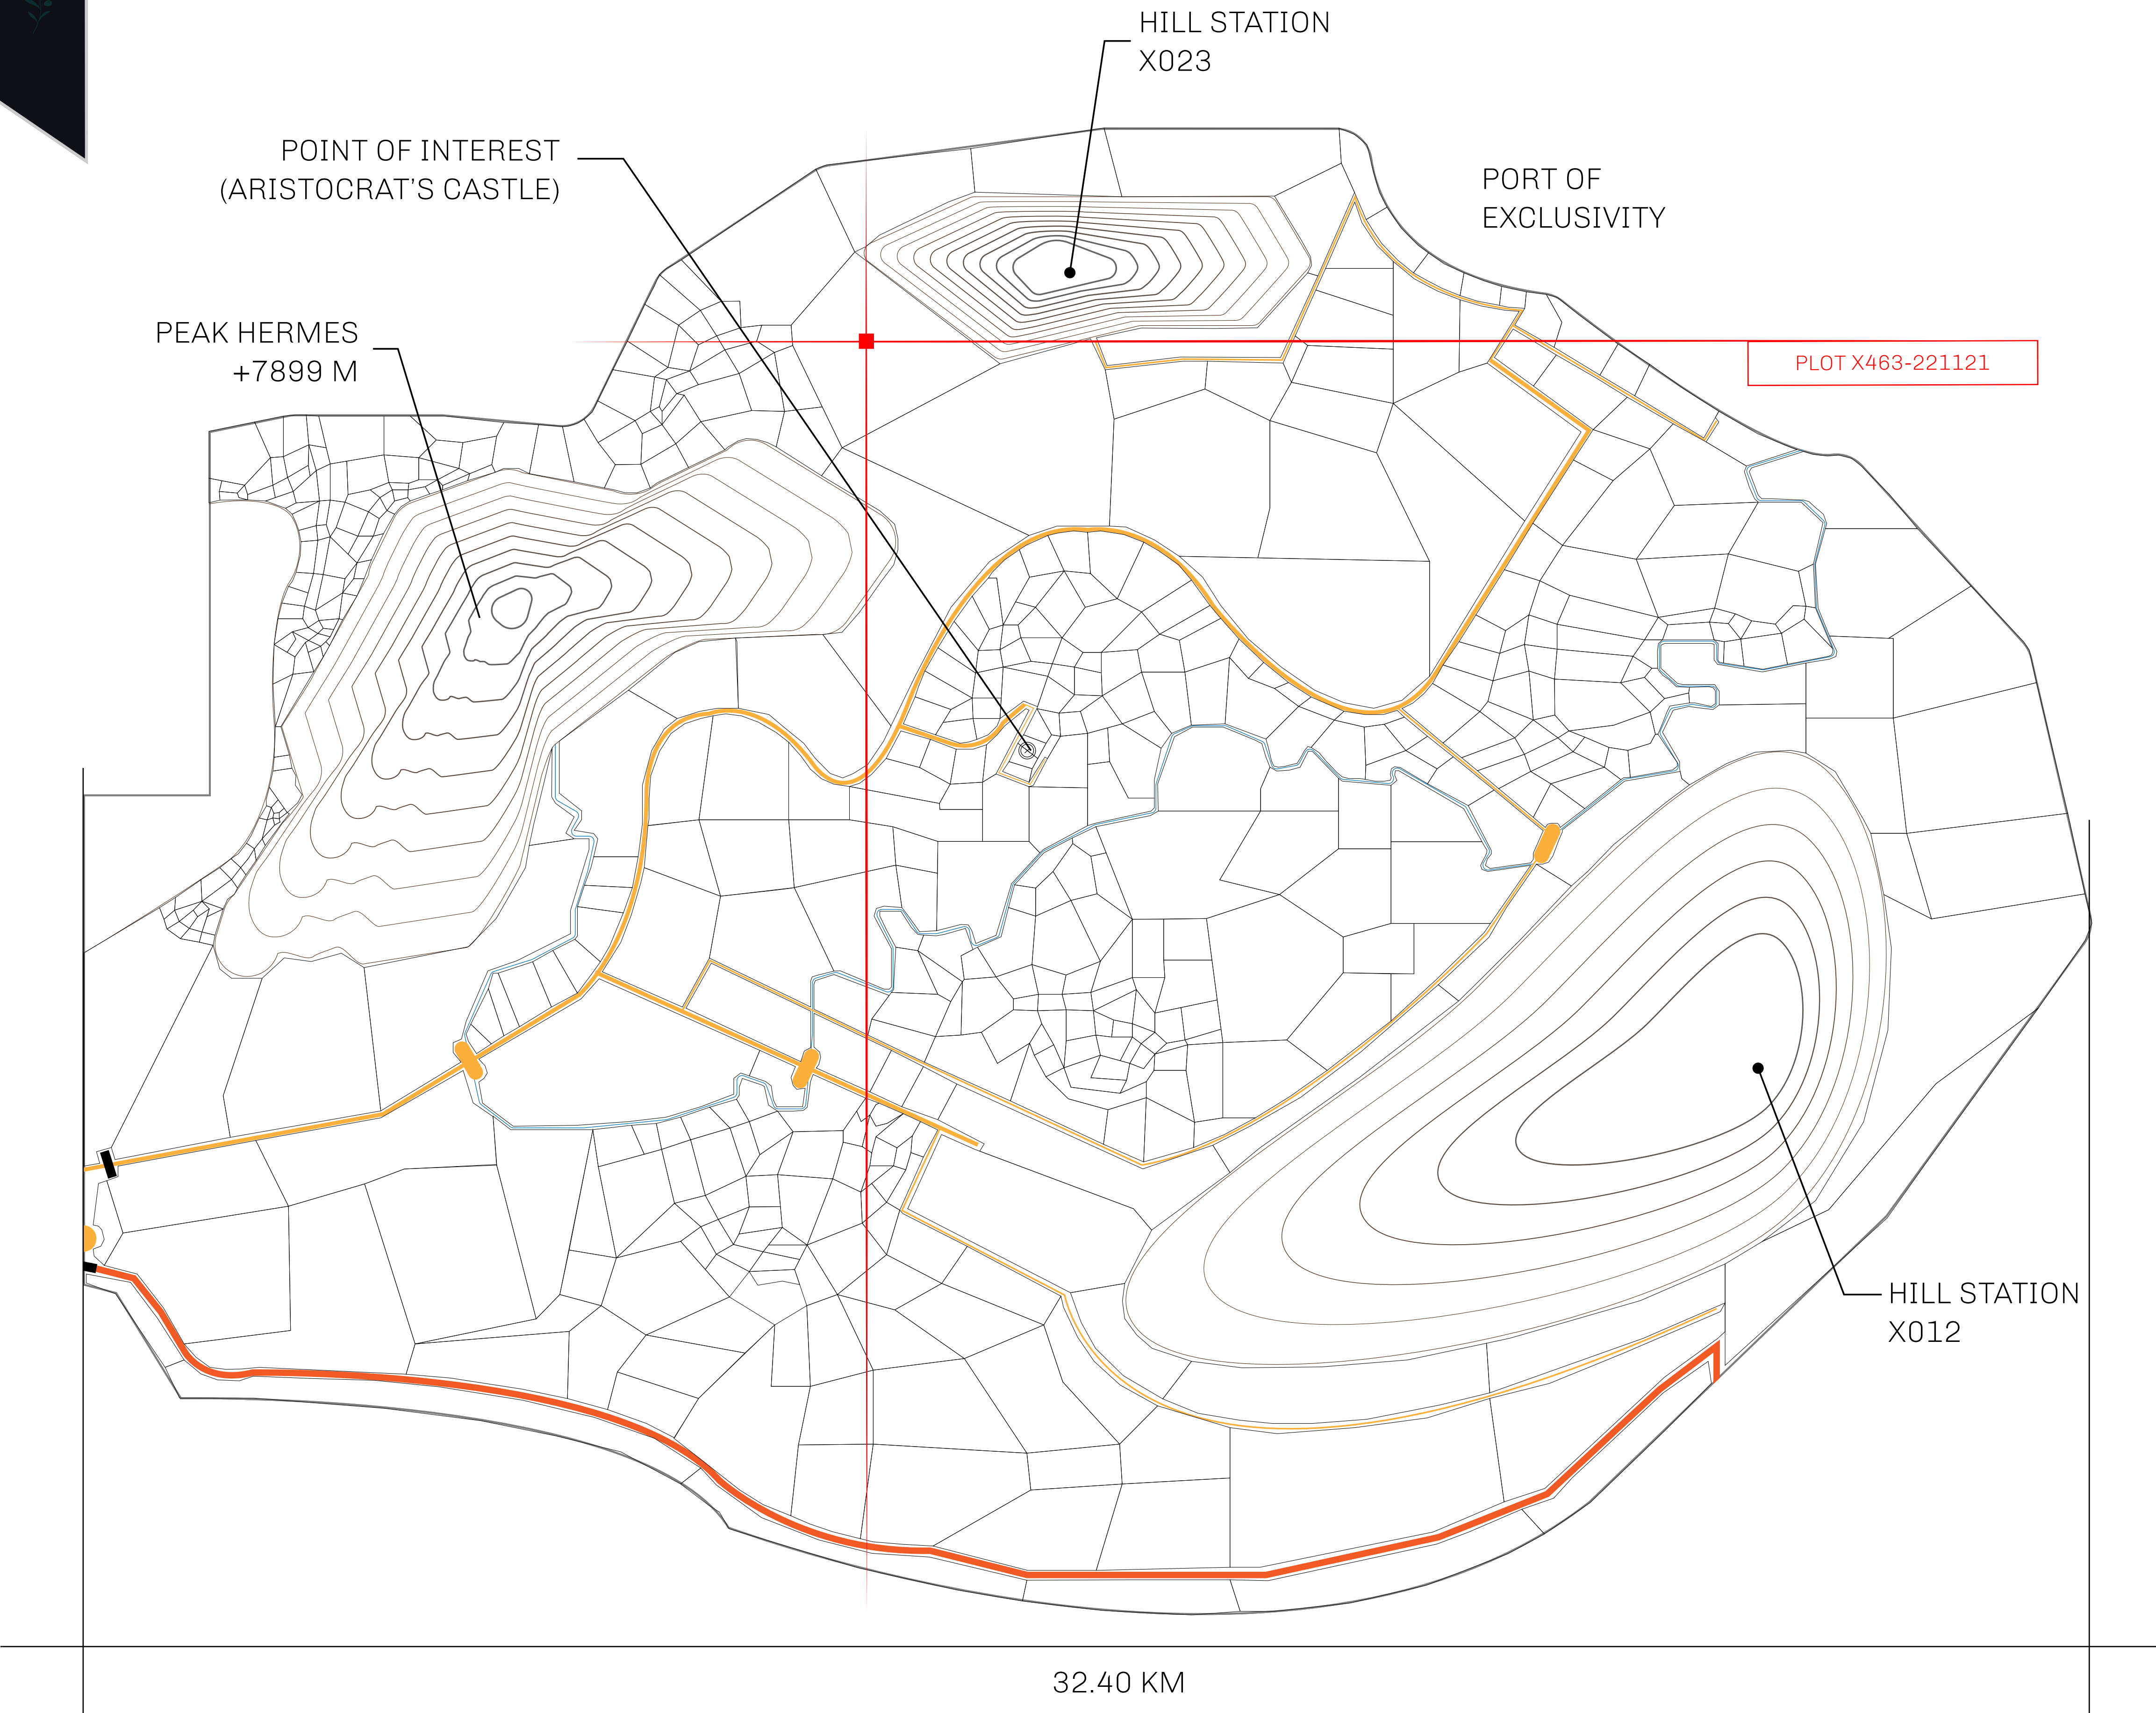 HILL STATION
X023
POINT OF INTEREST
(ARISTOCRAT'S CASTLE)
PORT OF
EXCLUSIVITY
PEAK HERMES
+7899 M
PLOT X463-221121
HILL STATION
X012
32.40 KM